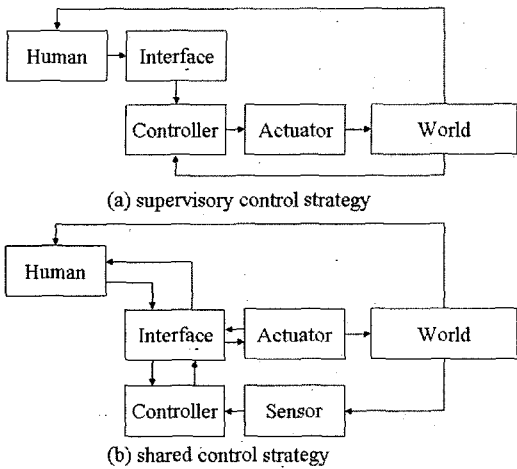 Human
Interface
Controller
Actuator
World
(a) supervisory control strategy
Human
Interface
Actuator
World
Controller
Sensor
(b) shared control strategy